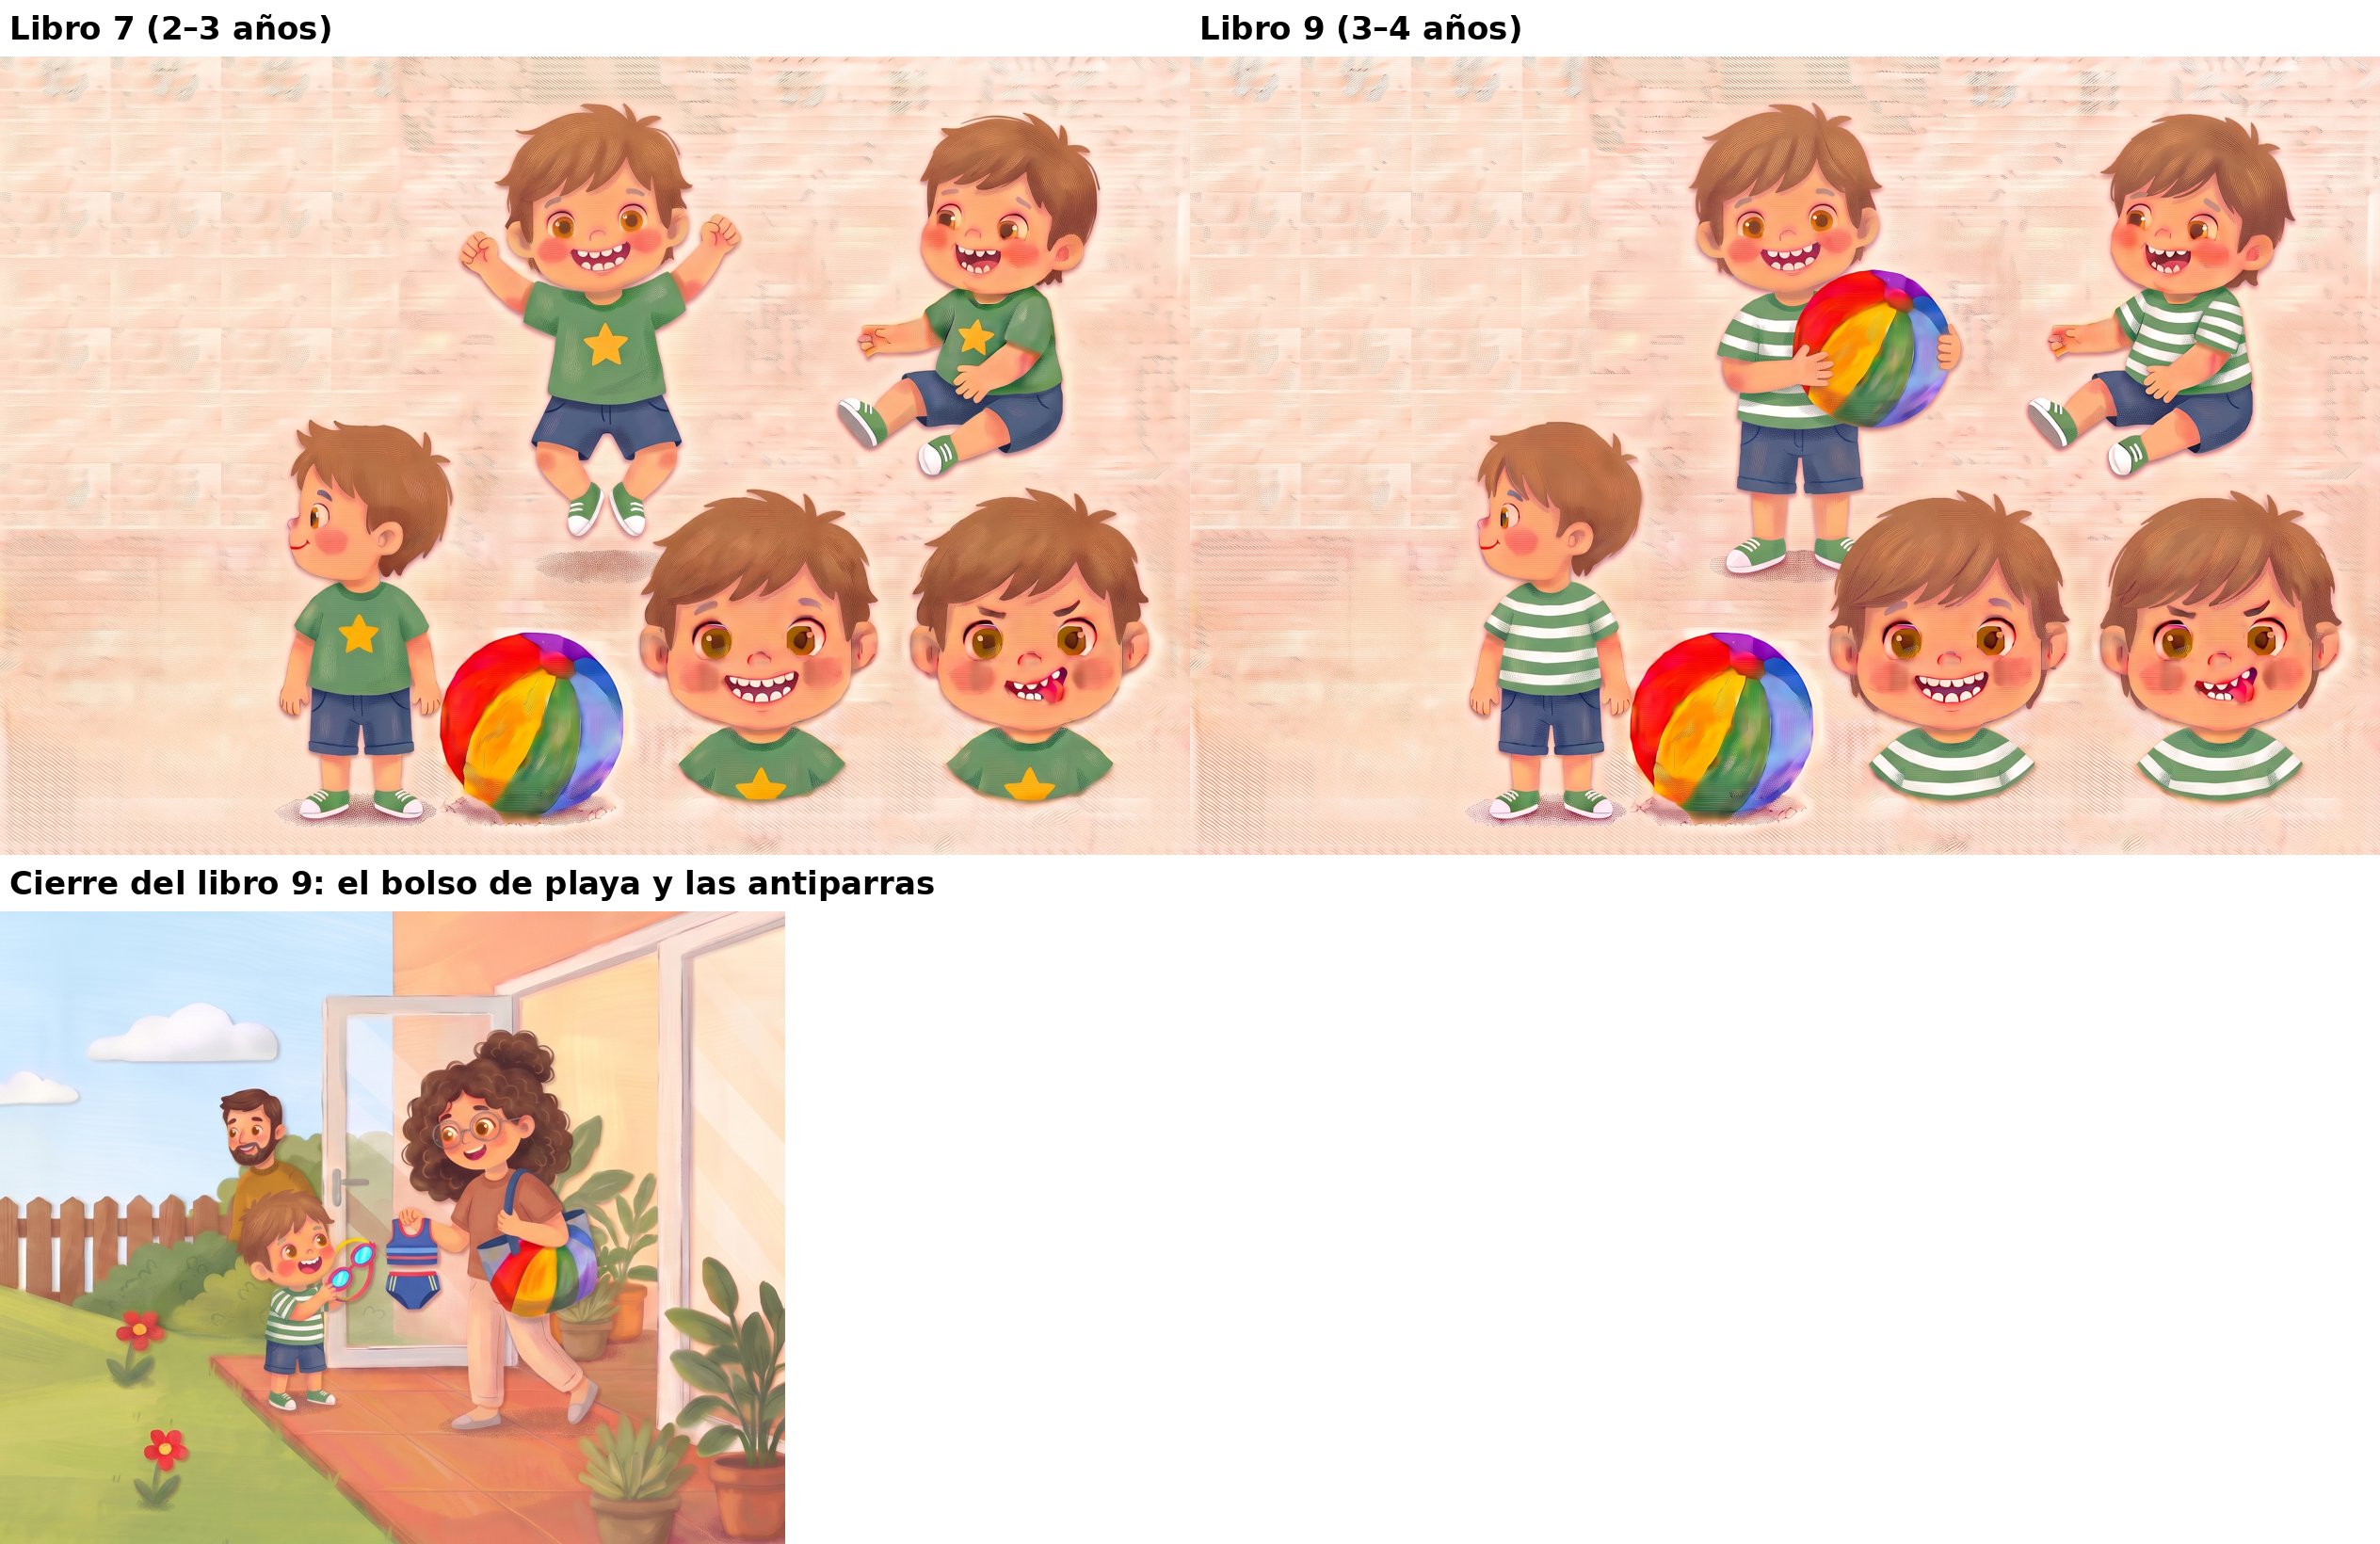 Libro 7 (2–3 años)
Libro 9 (3–4 años)
Cierre del libro 9: el bolso de playa y las antiparras